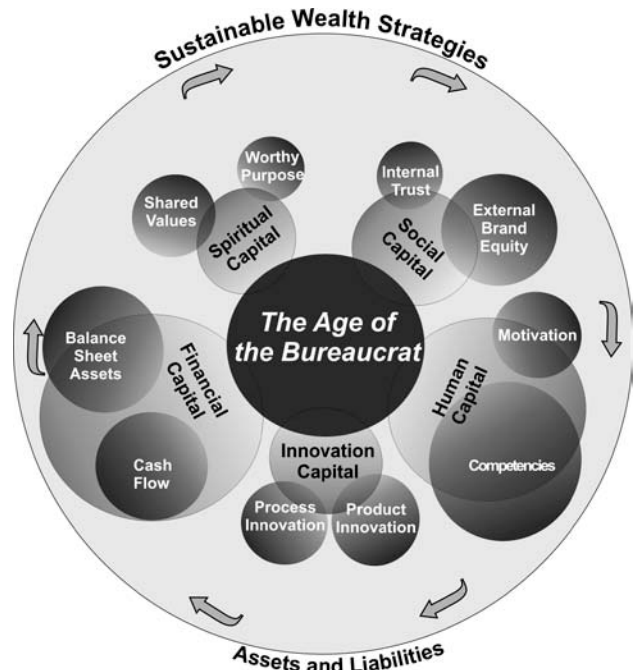 Sustainable Wealth Strategies
Worthy
Purpose
Internal
Trust
Shared
Values
Spiritual
Capital
Social
Capital
External
Brand
Equity
The Age of
the Bureaucrat
Balance
Sheet
Assets
Financial
Capital
Motivation
Human
Capital
Cash
Flow
Innovation
Capital
Competencies
Process
Innovation
Product
Innovation
Assets and Liabilities